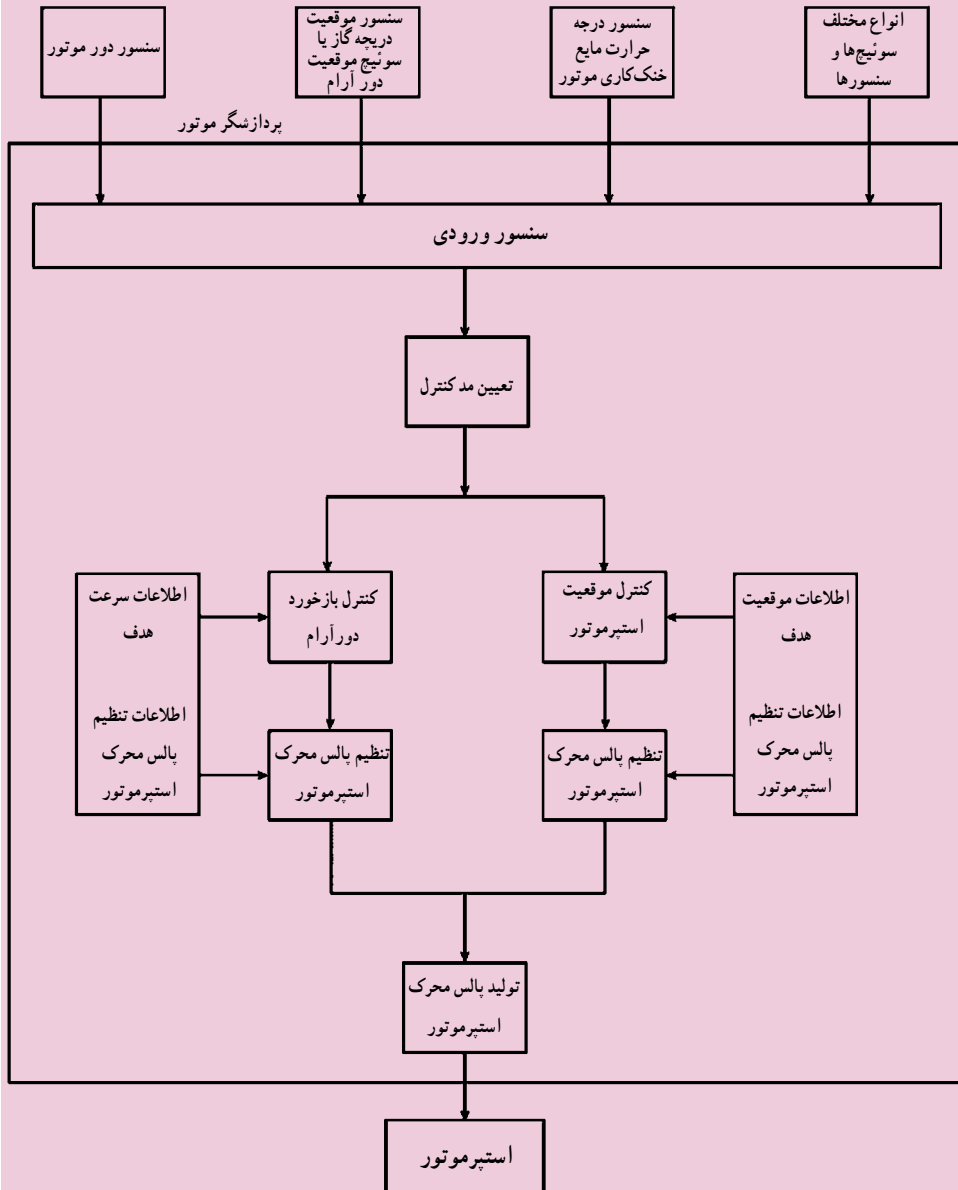 انواع مختلف
سوئیچ‌ها و
سنسورها
سنسور درجه
حرارت مایع
خنک‌کاری موتور
سنسور موقعیت
دریچه گاز یا
سوئیچ موقعیت
دور آرام
سنسور دور موتور
پردازشگر موتور
سنسور ورودی
تعیین مد کنترل
اطلاعات موقعیت
هدف
اطلاعات تنظیم
پالس محرک
استپرموتور
کنترل موقعیت
استپرموتور
تنظیم پالس محرک
استپرموتور
کنترل بازخورد
دورآرام
تنظیم پالس محرک
استپرموتور
اطلاعات سرعت
هدف
اطلاعات تنظیم
پالس محرک
استپرموتور
تولید پالس محرک
استپرموتور
استپرموتور